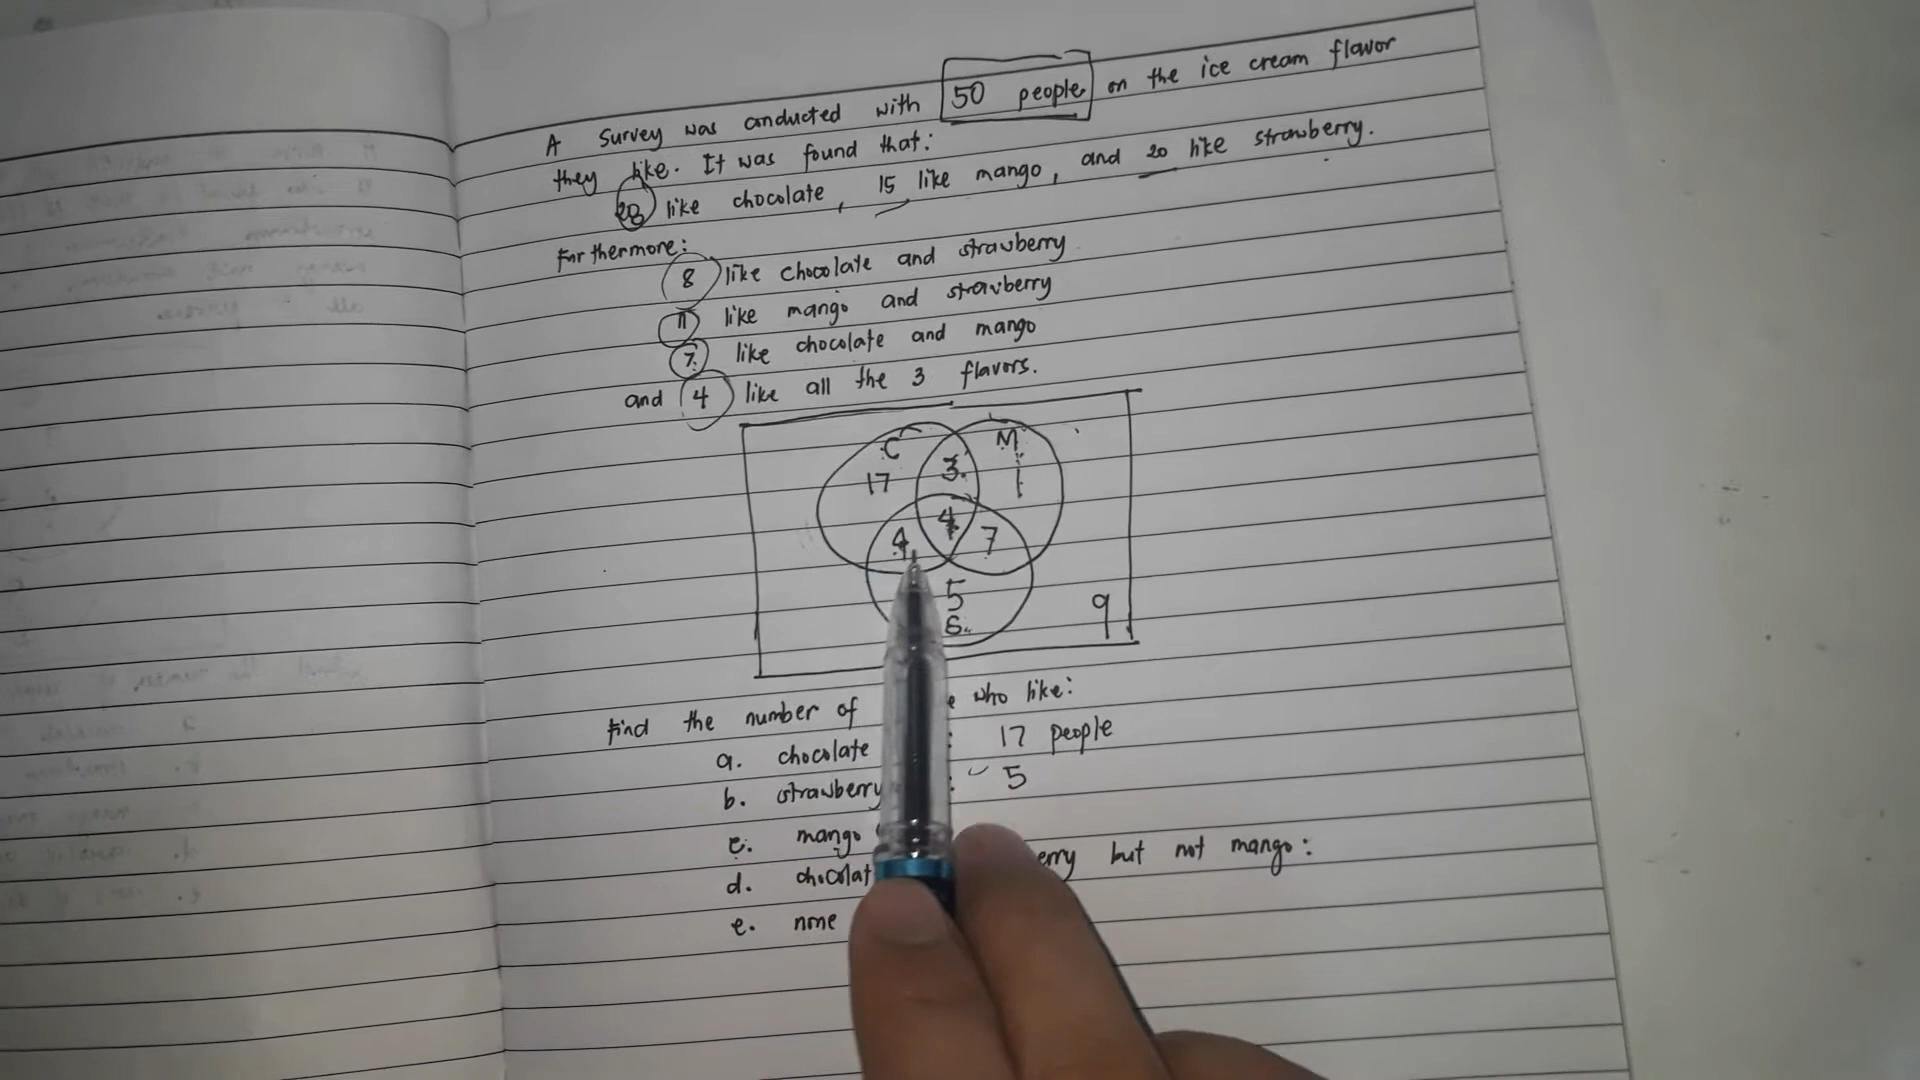 A Survey was conducted with 50 people on the ice cream flavor
they like. It was found that:
28 like chocolate, 15 like mango, and 20 like strawberry.
Furthermore:
8 like chocolate and strawberry
11 like mango and strawberry
7 like chocolate and mango
and 4 like all the 3 flavors.
C M
17 3 1
4 4 7
5
S 9
Find the number of who like:
a. chocolate : 17 people
b. strawberry : 5
c. mango
d. chocolat erry but not mango:
e. none